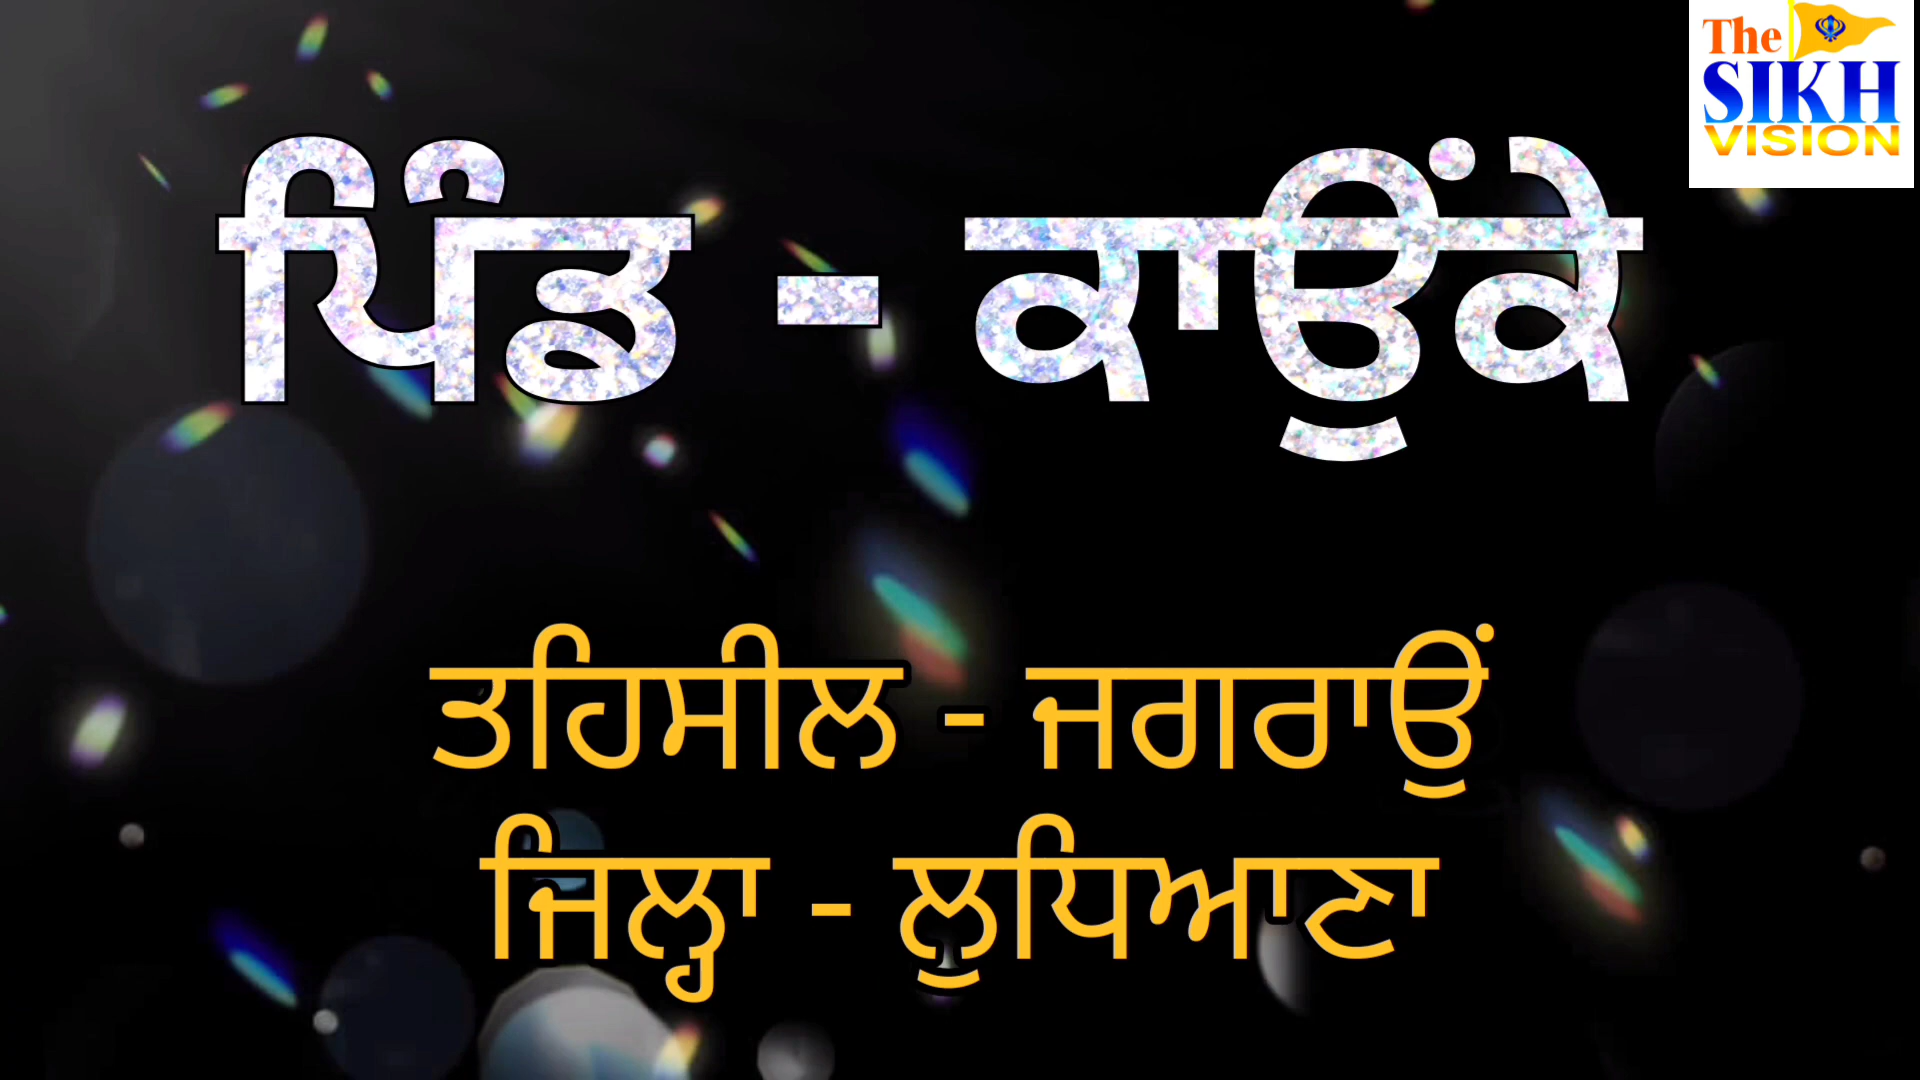 The
SIKH
VISION
ਪਿੰਡ - ਕਾਉਂਕੇ
ਤਹਿਸੀਲ - ਜਗਰਾਉਂ
ਜਿਲ੍ਹਾ - ਲੁਧਿਆਣਾ